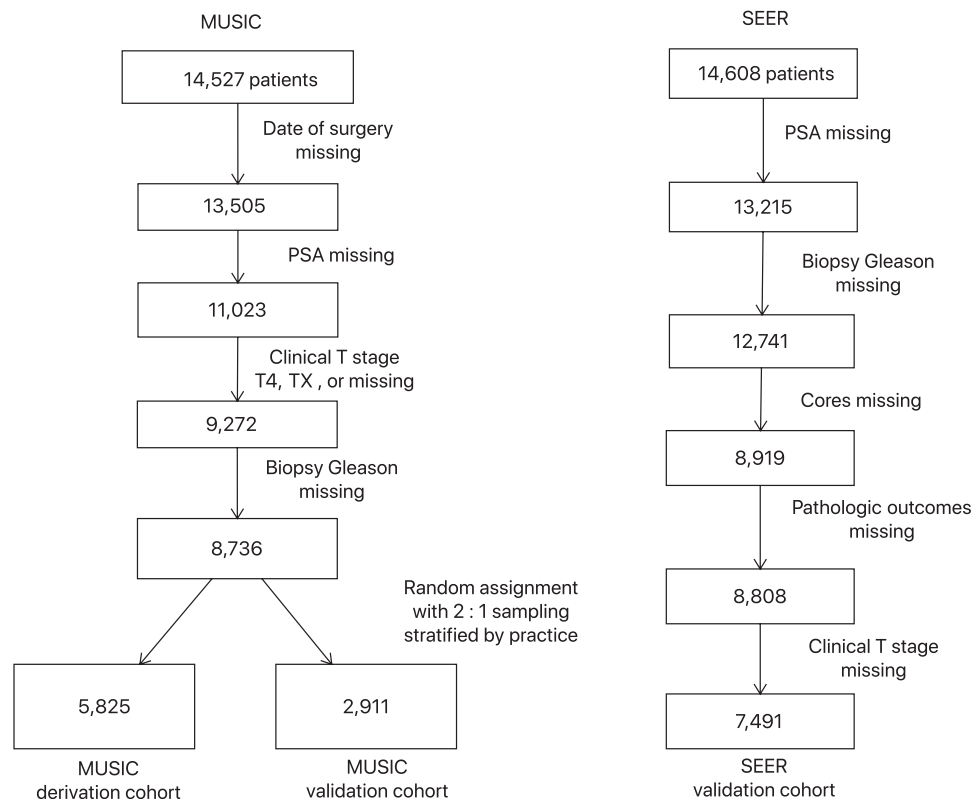 MUSIC
14,527 patients
Date of surgery
missing
13,505
PSA missing
11,023
Clinical T stage
T4, TX , or missing
9,272
Biopsy Gleason
missing
8,736
Random assignment
with 2 : 1 sampling
stratified by practice
5,825
MUSIC
derivation cohort
2,911
MUSIC
validation cohort
SEER
14,608 patients
PSA missing
13,215
Biopsy Gleason
missing
12,741
Cores missing
8,919
Pathologic outcomes
missing
8,808
Clinical T stage
missing
7,491
SEER
validation cohort